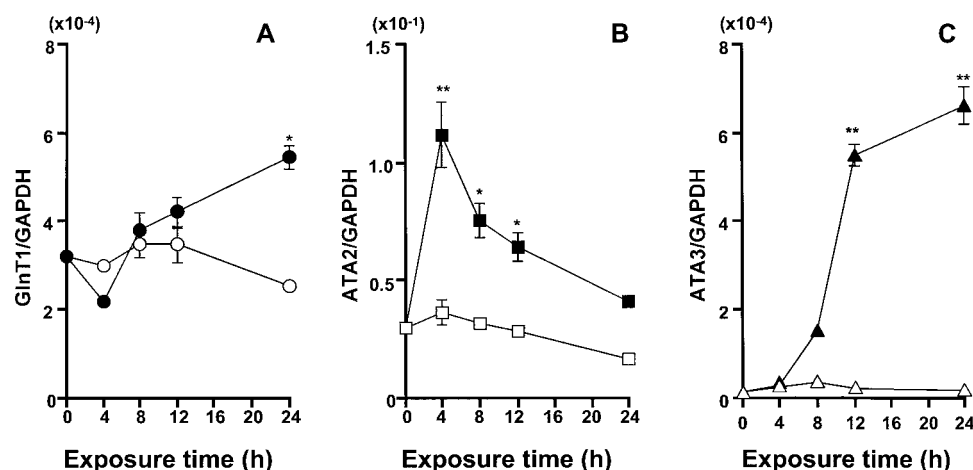 (x10-4)
A
8
6
4
2
0
GlnT1/GAPDH
*
0 4 8 12 16 20 24
Exposure time (h)
(x10-1)
B
1.5
1.0
0.5
0
ATA2/GAPDH
**
*
*
0 4 8 12 16 20 24
Exposure time (h)
(x10-4)
C
8
6
4
2
0
ATA3/GAPDH
**
**
0 4 8 12 16 20 24
Exposure time (h)